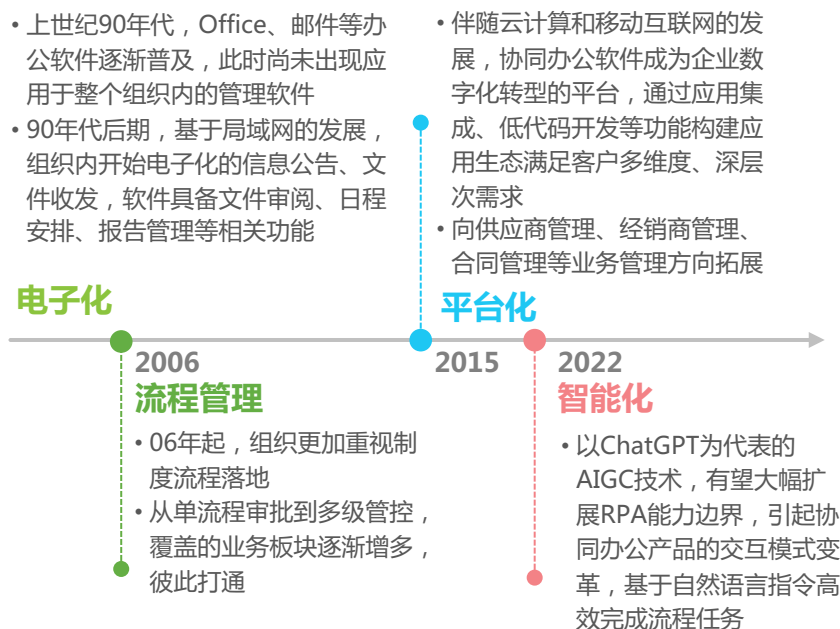 • 上世纪90年代，Office、邮件等办
公软件逐渐普及，此时尚未出现应
用于整个组织内的管理软件
• 90年代后期，基于局域网的发展，
组织内开始电子化的信息公告、文
件收发，软件具备文件审阅、日程
安排、报告管理等相关功能
电子化
• 伴随云计算和移动互联网的发
展，协同办公软件成为企业数
字化转型的平台，通过应用集
成、低代码开发等功能构建应
用生态满足客户多维度、深层
次需求
• 向供应商管理、经销商管理、
合同管理等业务管理方向拓展
平台化
2006
流程管理
• 06年起，组织更加重视制
度流程落地
• 从单流程审批到多级管控，
覆盖的业务板块逐渐增多，
彼此打通
2015
2022
智能化
• 以ChatGPT为代表的
AIGC技术，有望大幅扩
展RPA能力边界，引起协
同办公产品的交互模式变
革，基于自然语言指令高
效完成流程任务